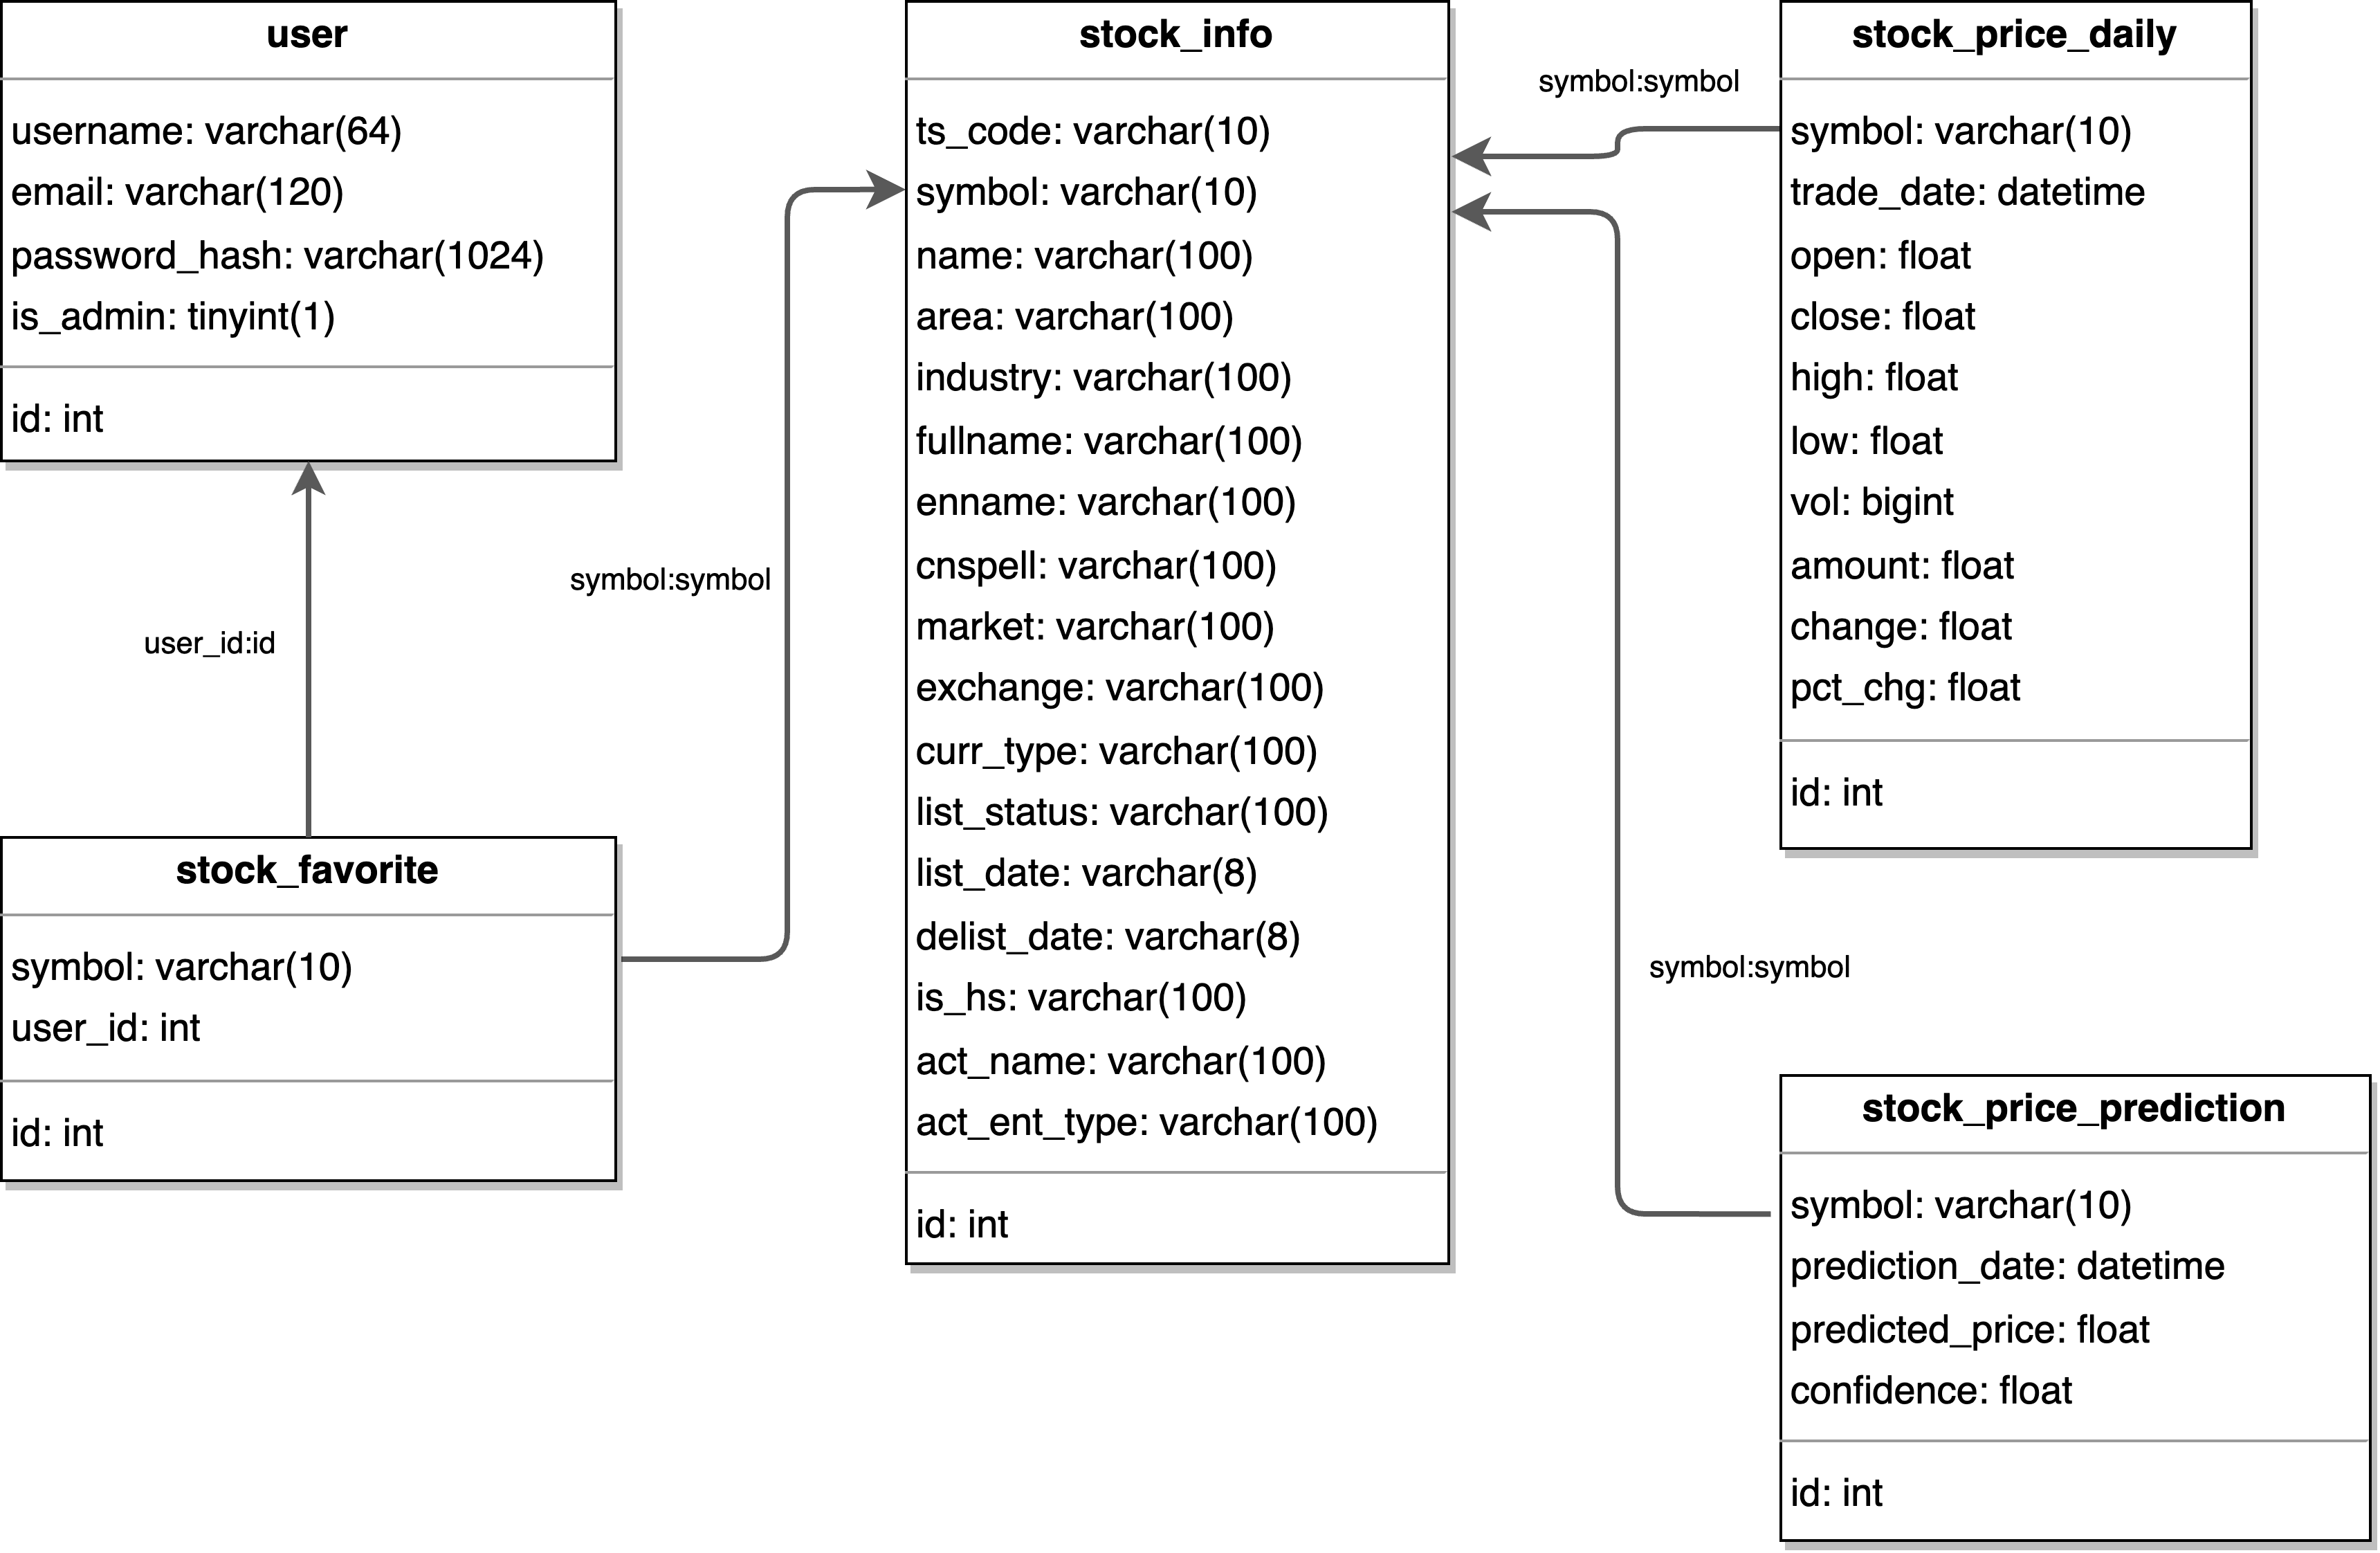 user
username: varchar(64)
email: varchar(120)
password_hash: varchar(1024)
is_admin: tinyint(1)
id: int
user_id:id
stock_favorite
symbol: varchar(10)
user_id: int
id: int
symbol:symbol
stock_info
ts_code: varchar(10)
symbol: varchar(10)
name: varchar(100)
area: varchar(100)
industry: varchar(100)
fullname: varchar(100)
enname: varchar(100)
cnspell: varchar(100)
market: varchar(100)
exchange: varchar(100)
curr_type: varchar(100)
list_status: varchar(100)
list_date: varchar(8)
delist_date: varchar(8)
is_hs: varchar(100)
act_name: varchar(100)
act_ent_type: varchar(100)
id: int
symbol:symbol
stock_price_daily
symbol: varchar(10)
trade_date: datetime
open: float
close: float
high: float
low: float
vol: bigint
amount: float
change: float
pct_chg: float
id: int
symbol:symbol
stock_price_prediction
symbol: varchar(10)
prediction_date: datetime
predicted_price: float
confidence: float
id: int